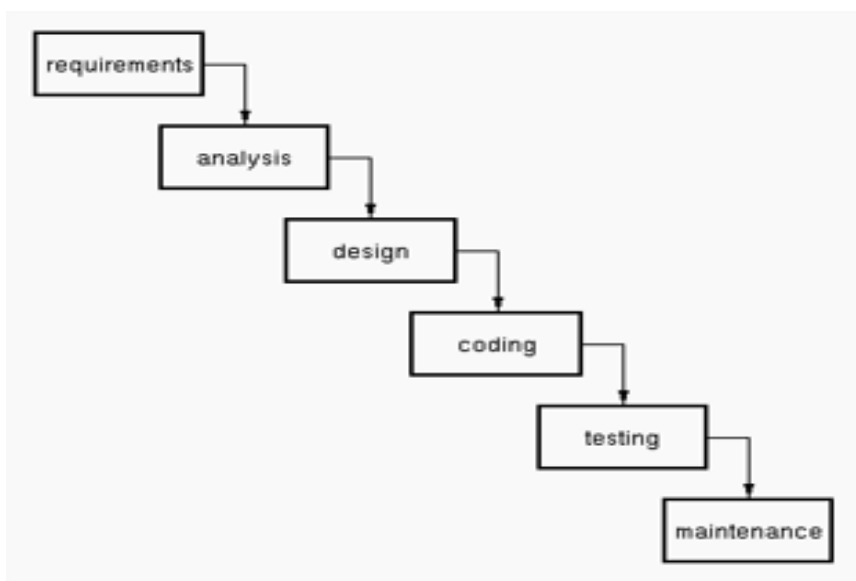 requirements
analysis
design
coding
testing
maintenance